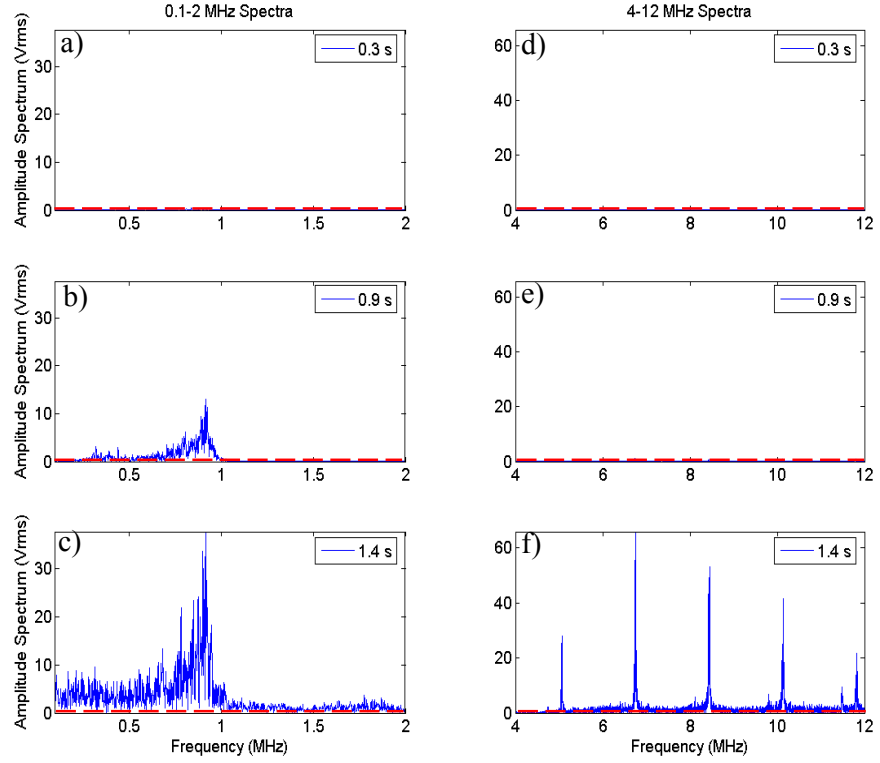 0.1-2 MHz Spectra
a)
0.3 s
Amplitude Spectrum (Vrms)
30
20
10
0
0.5
1
1.5
2
4-12 MHz Spectra
d)
0.3 s
60
40
20
0
4
6
8
10
12
b)
0.9 s
Amplitude Spectrum (Vrms)
30
20
10
0
0.5
1
1.5
2
e)
0.9 s
60
40
20
0
4
6
8
10
12
c)
1.4 s
Amplitude Spectrum (Vrms)
30
20
10
0
0.5
1
1.5
2
Frequency (MHz)
f)
1.4 s
60
40
20
0
4
6
8
10
12
Frequency (MHz)